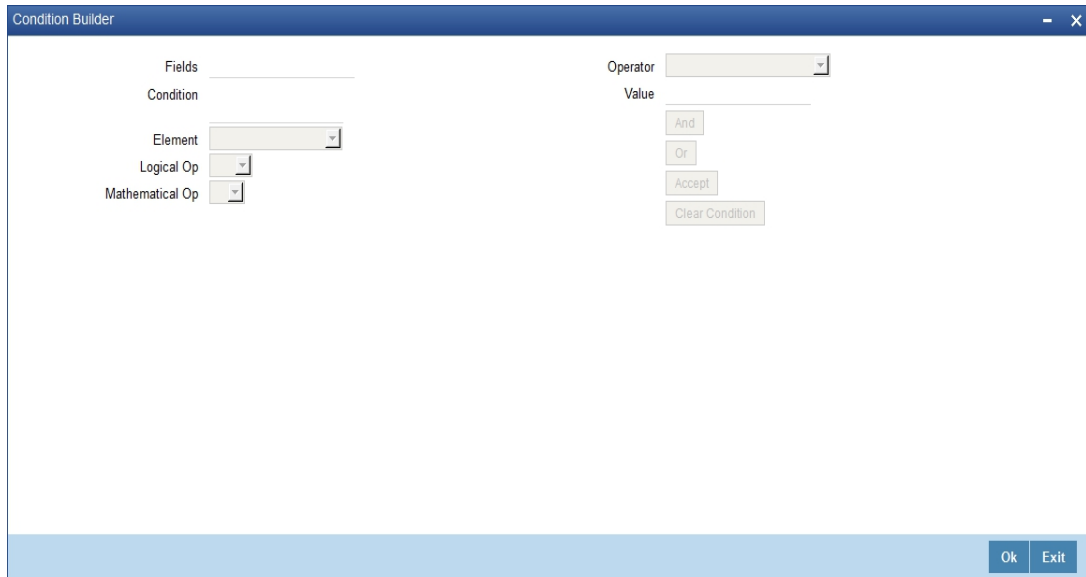 Condition Builder
Fields
Operator
Condition
Value
And
Element
Or
Logical Op
Accept
Mathematical Op
Clear Condition
Ok
Exit